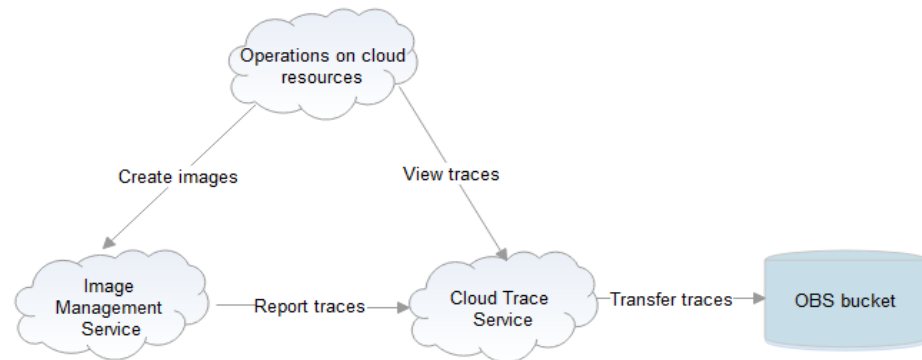 Operations on cloud
resources
Create images
View traces
Image
Management
Service
Report traces
Cloud Trace
Service
Transfer traces
OBS bucket